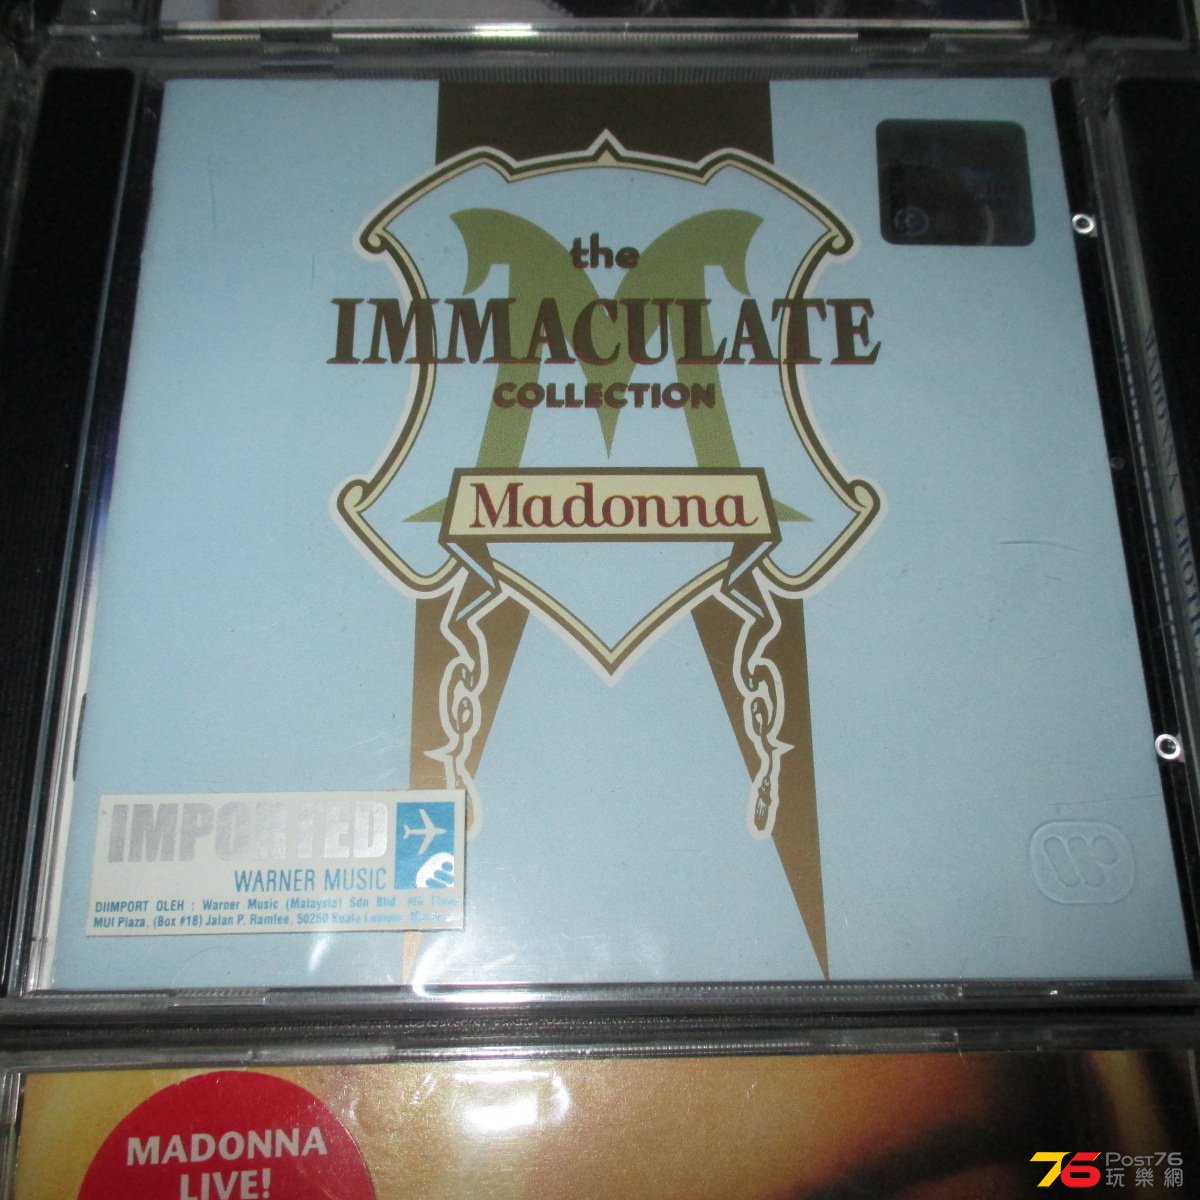 the
IMMACULATE
COLLECTION
Madonna
IMPORTED
WARNER MUSIC
DIIMPORT OLEH : Warner Music (Malaysia) Sdn Bhd,
MUI Plaza, (Box #18) Jalan P. Ramlee, 50250 Kuala Lumpur,
MADONNA
MADONNA
LIVE!
76 POST76
玩樂網